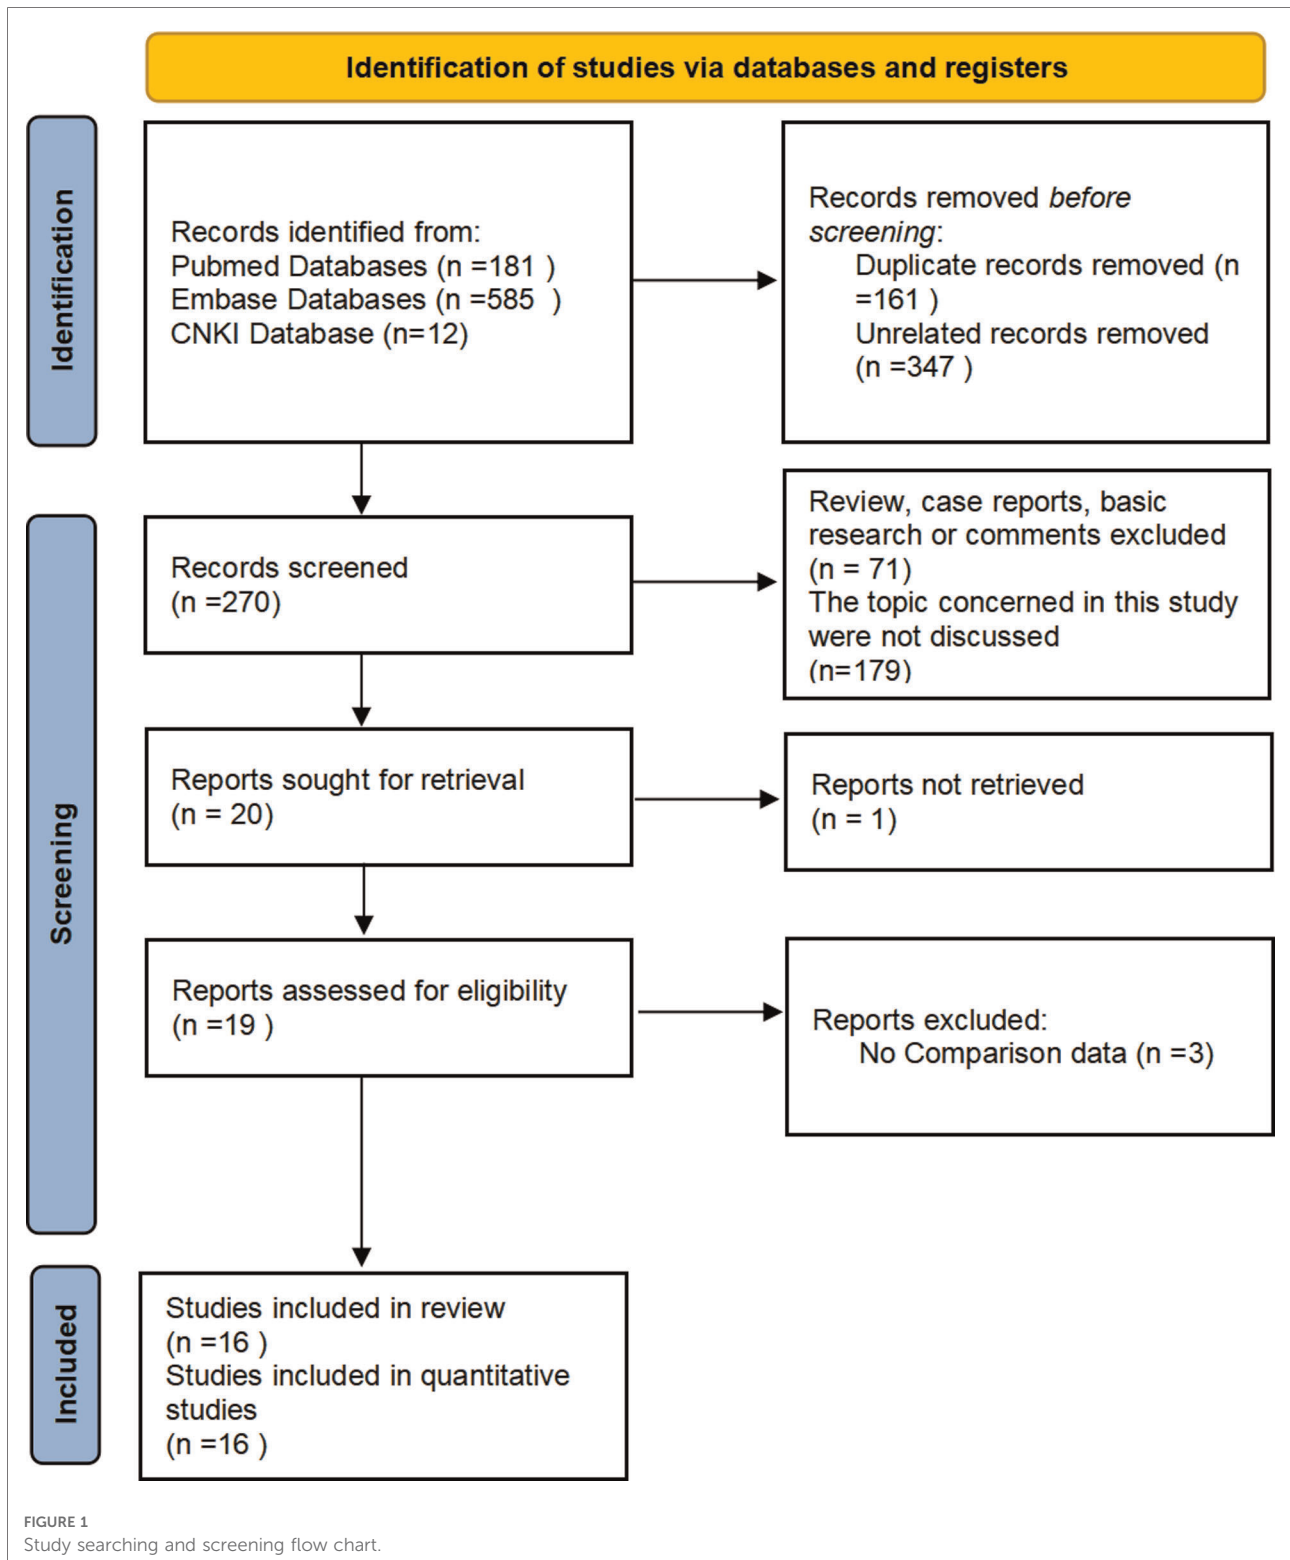 Identification of studies via databases and registers
Identification
Records identified from:
Pubmed Databases (n =181 )
Embase Databases (n =585  )
CNKI Database (n=12)
Records removed before
screening:
Duplicate records removed (n
=161 )
Unrelated records removed
(n =347 )
Screening
Records screened
(n =270)
Review, case reports, basic
research or comments excluded
(n = 71)
The topic concerned in this study
were not discussed
(n=179)
Reports sought for retrieval
(n = 20)
Reports not retrieved
(n = 1)
Reports assessed for eligibility
(n =19 )
Reports excluded:
No Comparison data (n =3)
Included
Studies included in review
(n =16 )
Studies included in quantitative
studies
(n =16 )
FIGURE 1
Study searching and screening flow chart.